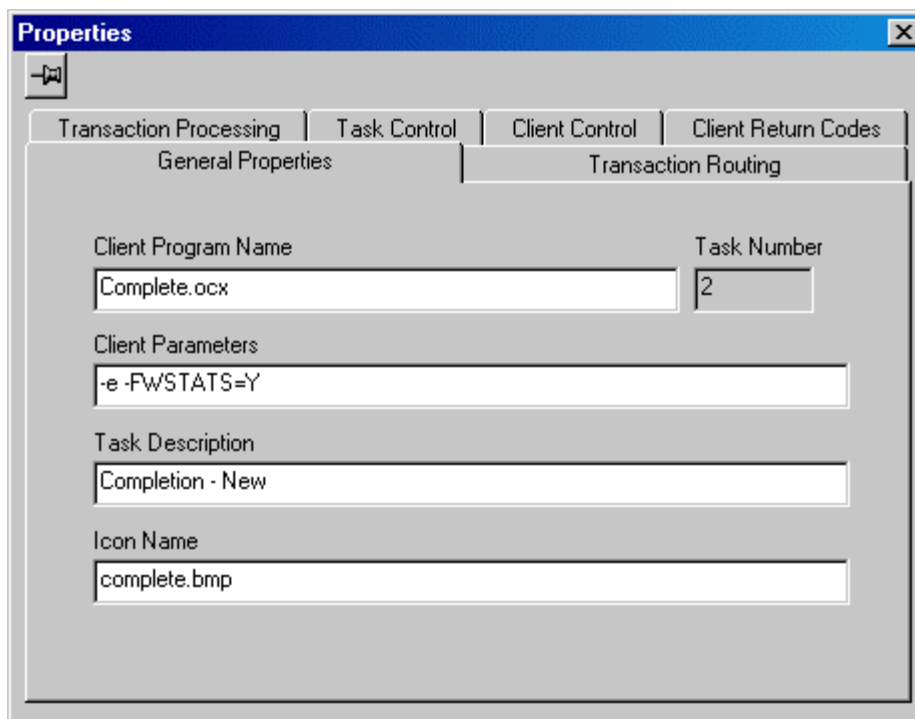 Properties
Transaction Processing Task Control Client Control Client Return Codes
General Properties Transaction Routing
Client Program Name Task Number
Complete.ocx 2
Client Parameters
-e -FWSTATS=Y
Task Description
Completion - New
Icon Name
complete.bmp